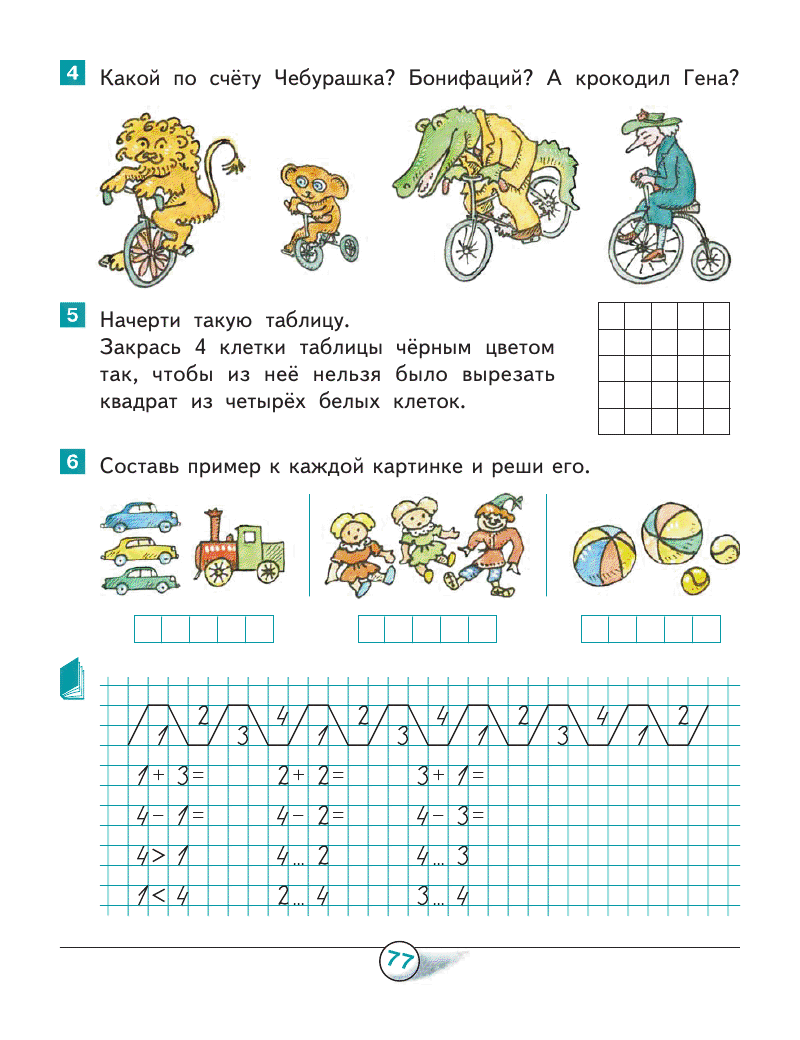 4 Какой по счёту Чебурашка? Бонифаций? А крокодил Гена?
5 Начерти такую таблицу.
Закрась 4 клетки таблицы чёрным цветом
так, чтобы из неё нельзя было вырезать
квадрат из четырёх белых клеток.
6 Составь пример к каждой картинке и реши его.
1 2 3 4 1 2 3 4 1 2 3 4 1 2
1 + 3 = 2 + 2 = 3 + 1 =
4 - 1 = 4 - 2 = 4 - 3 =
4 > 1 4 ... 2 4 ... 3
1 < 4 2 ... 4 3 ... 4
77